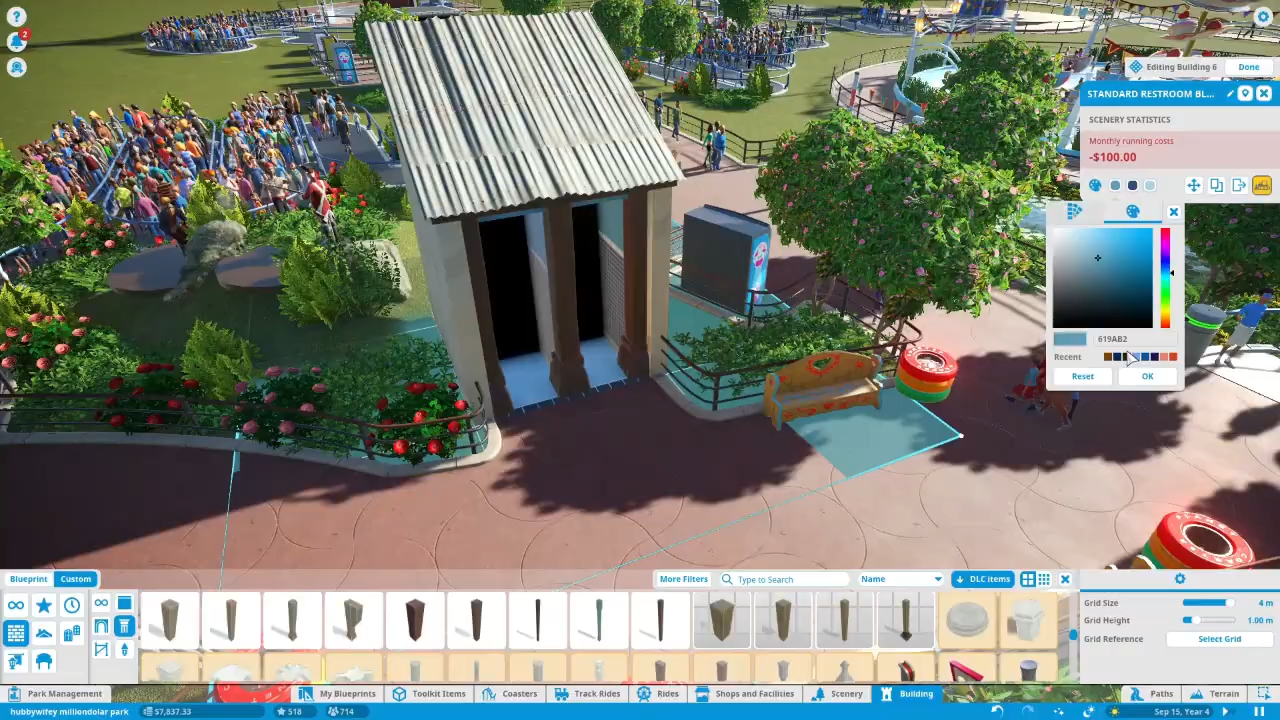 ?
2
Editing Building 6
Done
STANDARD RESTROOM BL...
SCENERY STATISTICS
Monthly running costs
-$100.00
619AB2
Recent
Reset
OK
Blueprint
Custom
More Filters
Type to Search
Name
DLC items
Grid Size
4 m
Grid Height
1.00 m
Grid Reference
Select Grid
Park Management
My Blueprints
Toolkit Items
Coasters
Track Rides
Rides
Shops and Facilities
Scenery
Building
Paths
Terrain
hubbywifey milliondolar park
$7,837.33
518
714
Sep 15, Year 4